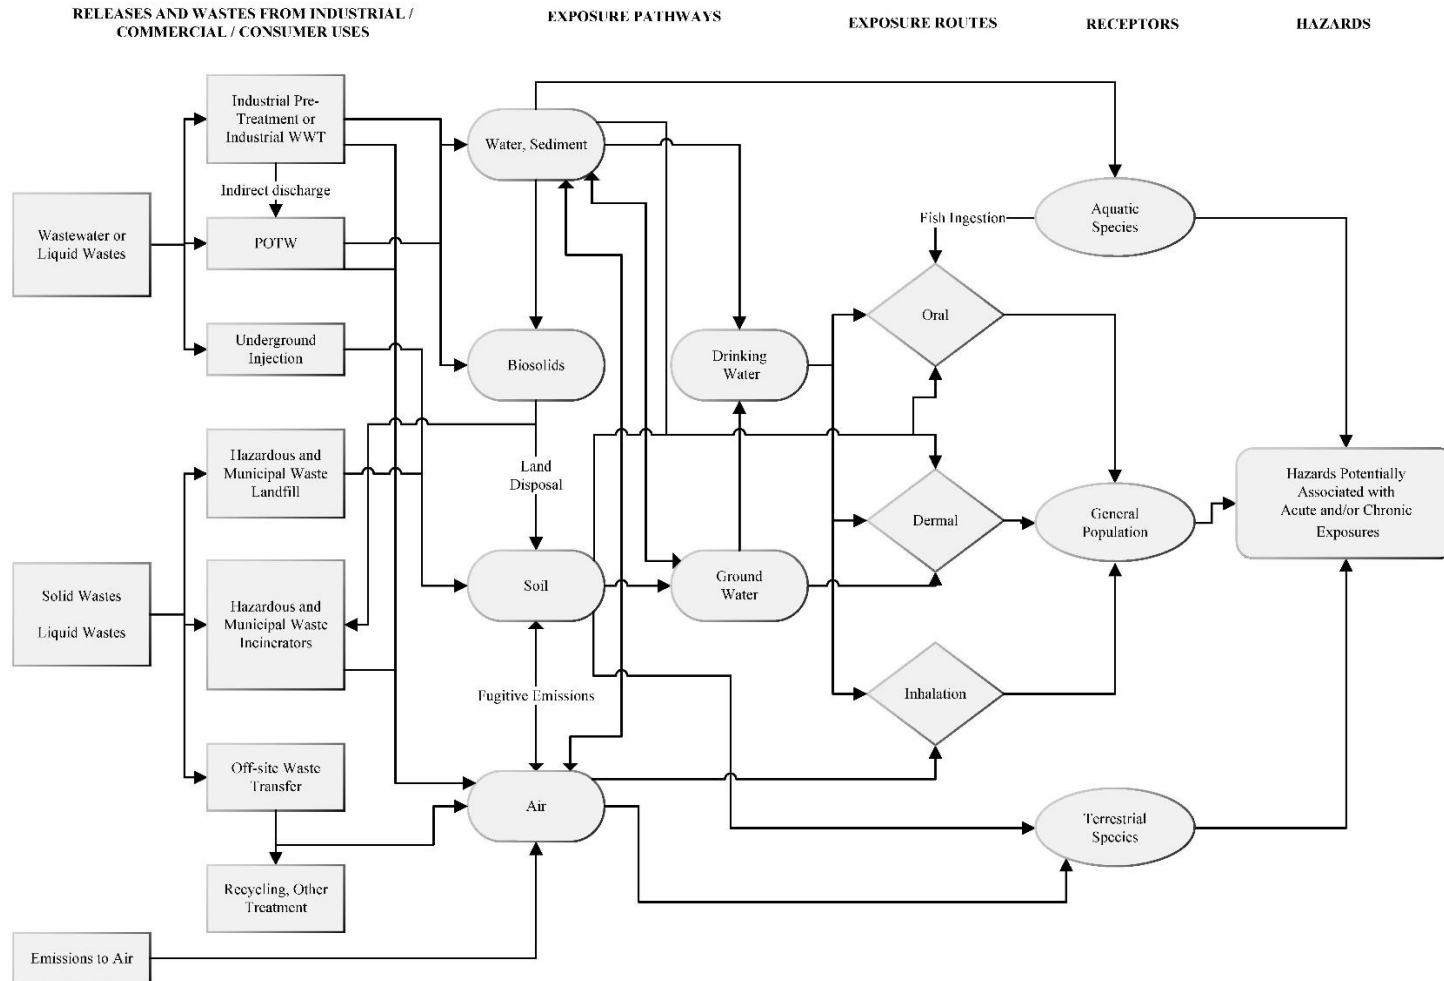 RELEASES AND WASTES FROM INDUSTRIAL /
COMMERCIAL / CONSUMER USES
EXPOSURE PATHWAYS
EXPOSURE ROUTES
RECEPTORS
HAZARDS
Industrial Pre-
Treatment or
Industrial WWT
Indirect discharge
Wastewater or
Liquid Wastes
POTW
Underground
Injection
Hazardous and
Municipal Waste
Landfill
Solid Wastes
Liquid Wastes
Hazardous and
Municipal Waste
Incinerators
Off-site Waste
Transfer
Recycling, Other
Treatment
Emissions to Air
Water, Sediment
Biosolids
Land
Disposal
Soil
Fugitive Emissions
Air
Drinking
Water
Ground
Water
Fish Ingestion
Oral
Dermal
Inhalation
Aquatic
Species
General
Population
Terrestrial
Species
Hazards Potentially
Associated with
Acute and/or Chronic
Exposures